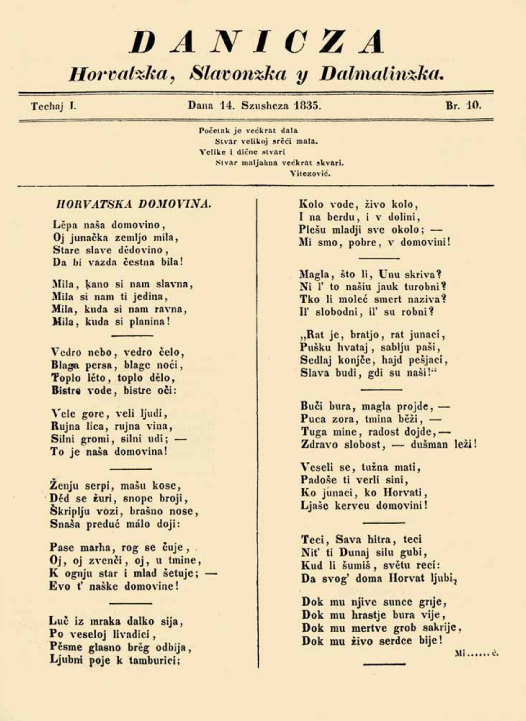 DANICZA
Horvatzka, Slavonzka y Dalmatinzka.
Techaj I.
Dana 14. Szusheza 1835.
Br. 10.
Početak je većkrat data
Stvar velikoj srěći mala.
Velike i dične stvari
Stvar maljahna većkrat skvari.
Vitezović.
HORVATSKA DOMOVINA.
Lěpa naša domovino,
Oj junačka zemljo mila,
Stare slave dědovino,
Da bi vazda čestna bila!
Mila, kano si nam slavna,
Mila si nam ti jedina,
Mila, kuda si nam ravna,
Mila, kuda si planina!
Vedro nebo, vedro čelo,
Blaga persa, blage noći,
Toplo lěto, toplo dělo,
Bistre vode, bistre oči:
Vele gore, veli ljudi,
Rujna lica, rujna vina,
Silni gromi, silni udi; —
To je naša domovina!
Ženju serpi, mašu kose,
Děd se žuri, snope broji,
Škriplju vozi, brašno nose,
Snaša preduć málo doji:
Pase marha, rog se čuje,
Oj, oj zvenči, oj, u tmine,
K ognju star i mlad šetuje; —
Evo t' naške domovine!
Luč iz mraka dalko sija,
Po veseloj livadici,
Pěsme glasno brěg odbija,
Ljubni poje k tamburici;
Kolo vode, živo kolo,
I na berdu, i v dolini,
Plešu mladji sve okolo; —
Mi smo, pobre, v domovini!
Magla, što li, Unu skriva?
Ni l' to našiu jauk turobni?
Tko li moleć smert naziva?
Il' slobodni, il' su robni?
„Rat je, bratjo, rat junaci,
Pušku hvataj, sablju paši,
Sedlaj konjče, hajd pešjaci,
Slava budi, gdi su naši!“
Buči bura, magla projde, —
Puca zora, tmina běži, —
Tuga mine, radost dojde, —
Zdravo slobost, — dušman leži!
Veseli se, tužna mati,
Padoše ti verli sini,
Ko junaci, ko Horvati,
Ljaše kerveu domovini!
Teci, Sava hitra, teci
Nit' ti Dunaj silu gubi,
Kud li šumiš, světu reci:
Da svog' doma Horvat ljubi,
Dok mu njive sunce grije,
Dok mu hrastje bura vije,
Dok mu mertve grob sakrije,
Dok mu živo serdce bije!
Mi......ć.